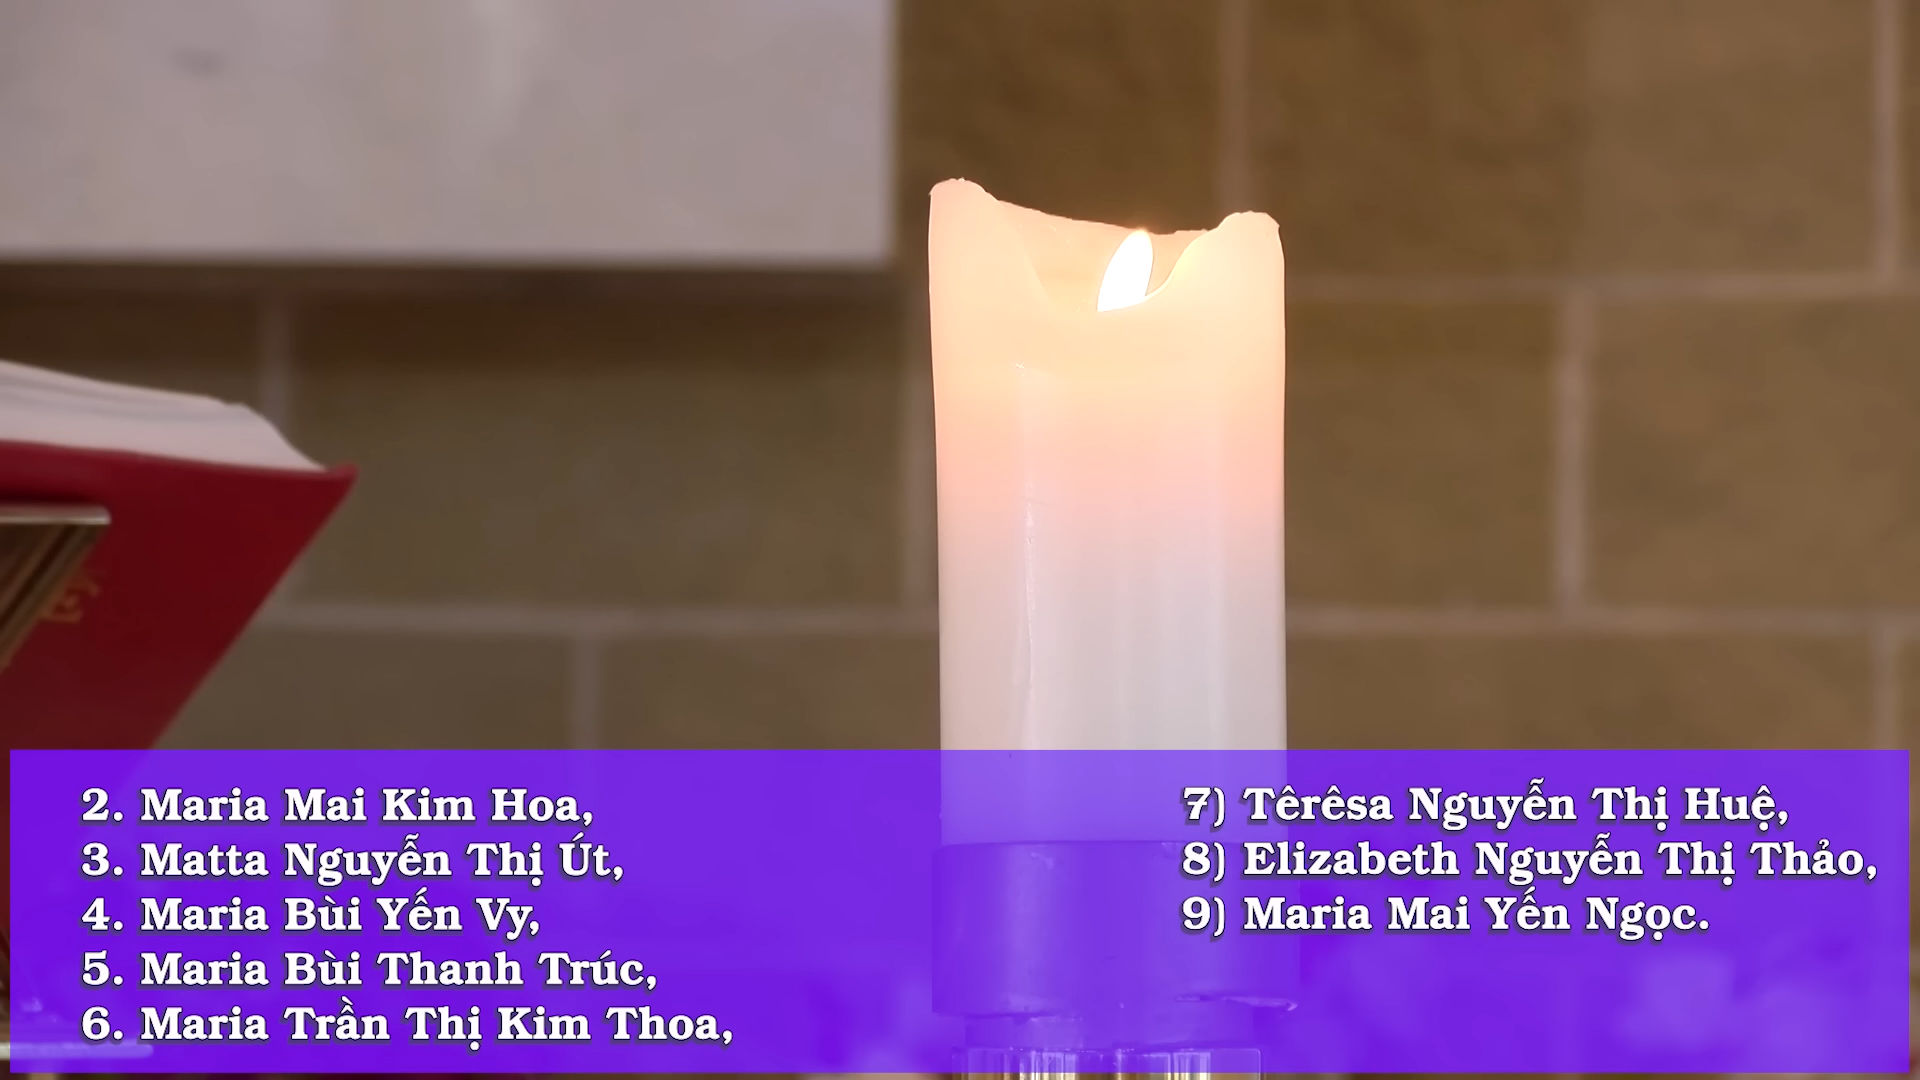 2. Maria Mai Kim Hoa,
3. Matta Nguyễn Thị Út,
4. Maria Bùi Yến Vy,
5. Maria Bùi Thanh Trúc,
6. Maria Trần Thị Kim Thoa,
7) Têrêsa Nguyễn Thị Huệ,
8) Elizabeth Nguyễn Thị Thảo,
9) Maria Mai Yến Ngọc.